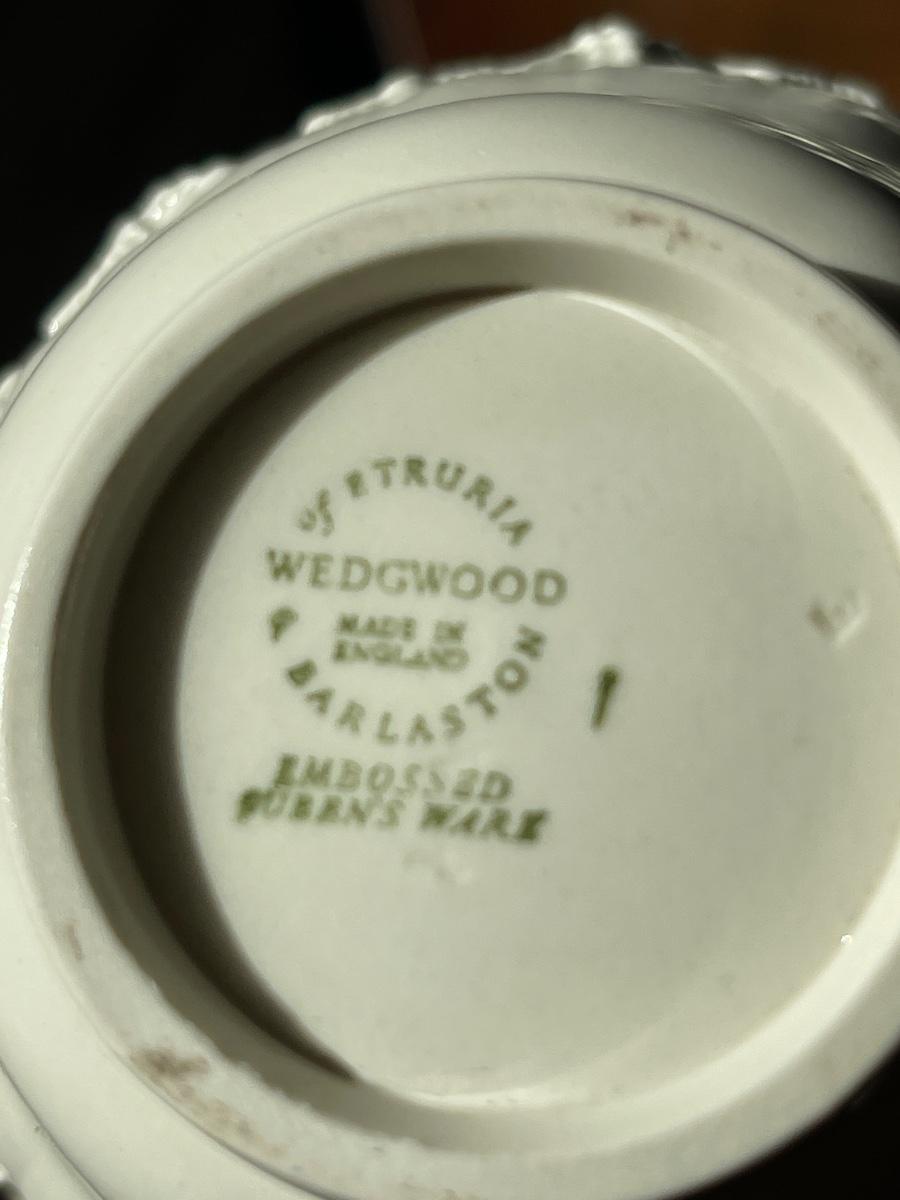 of ETRURIA
WEDGWOOD
MADE IN
ENGLAND
& BARLASTON
EMBOSSED
QUEEN'S WARE